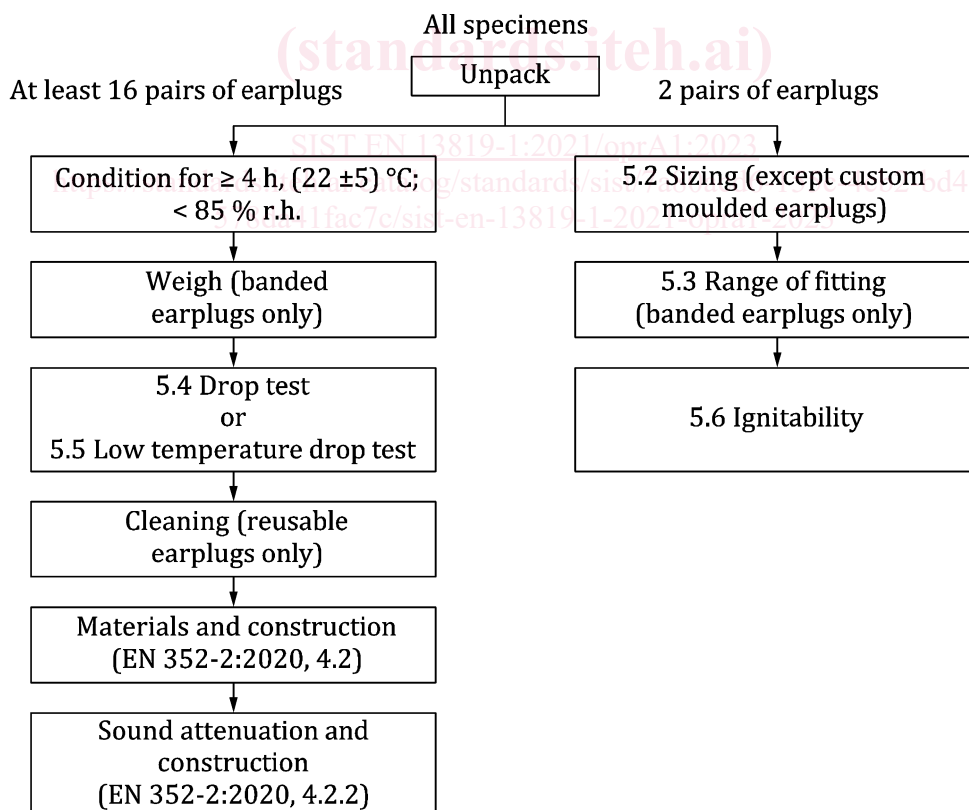 All specimens
(standards.iteh.ai)
Unpack
At least 16 pairs of earplugs
2 pairs of earplugs
SIST EN 13819-1:2021/oprA1:2023
Condition for ≥ 4 h, (22 ±5) °C;
< 85 % r.h.
5.2 Sizing (except custom
moulded earplugs)
Weigh (banded
earplugs only)
5.3 Range of fitting
(banded earplugs only)
5.4 Drop test
or
5.5 Low temperature drop test
5.6 Ignitability
Cleaning (reusable
earplugs only)
Materials and construction
(EN 352-2:2020, 4.2)
Sound attenuation and
construction
(EN 352-2:2020, 4.2.2)